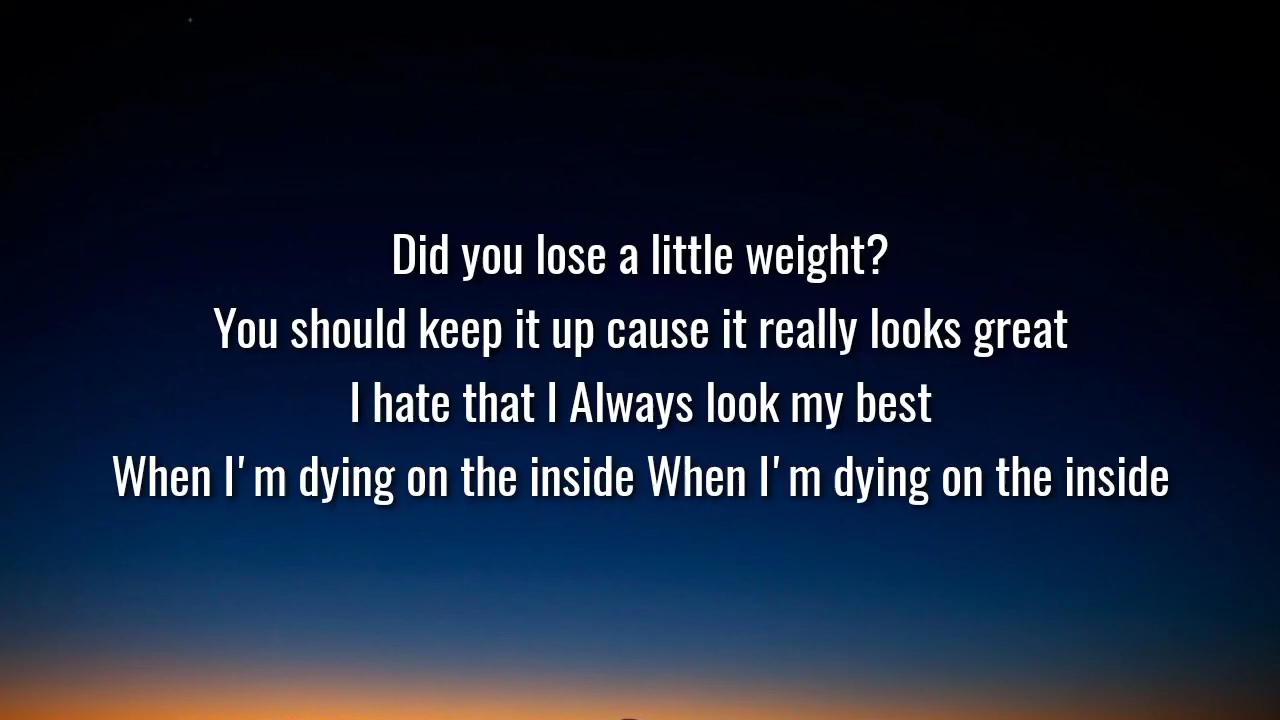 Did you lose a little weight?
You should keep it up cause it really looks great
I hate that I Always look my best
When I'm dying on the inside When I'm dying on the inside